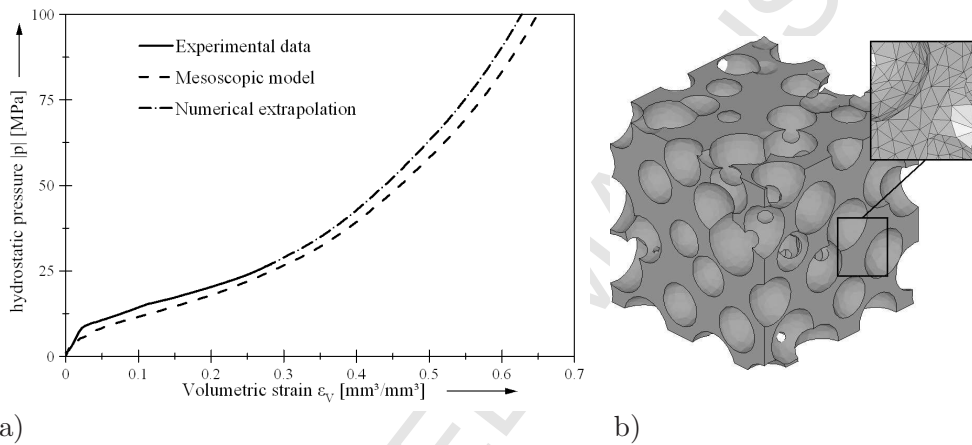 100
75
50
25
0
hydrostatic pressure |p| [MPa]
Experimental data
Mesoscopic model
Numerical extrapolation
0 0.1 0.2 0.3 0.4 0.5 0.6 0.7
Volumetric strain ε_V [mm³/mm³]
a)
b)